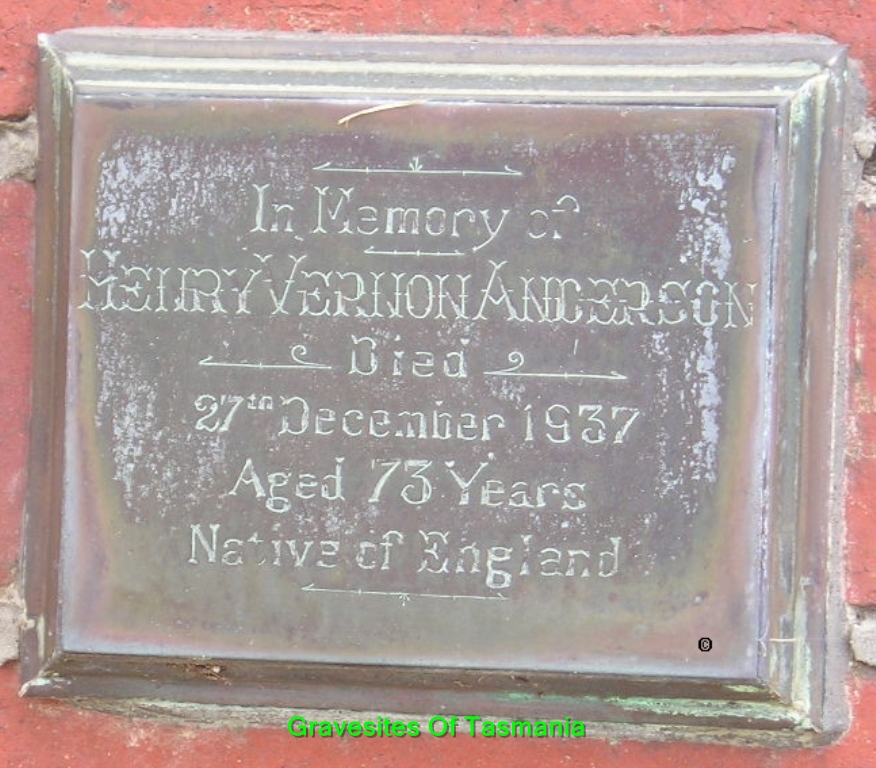 In Memory of
HENRY VERNON ANDERSON
Died
27th December 1937
Aged 73 Years
Native of England
©
Gravesites Of Tasmania